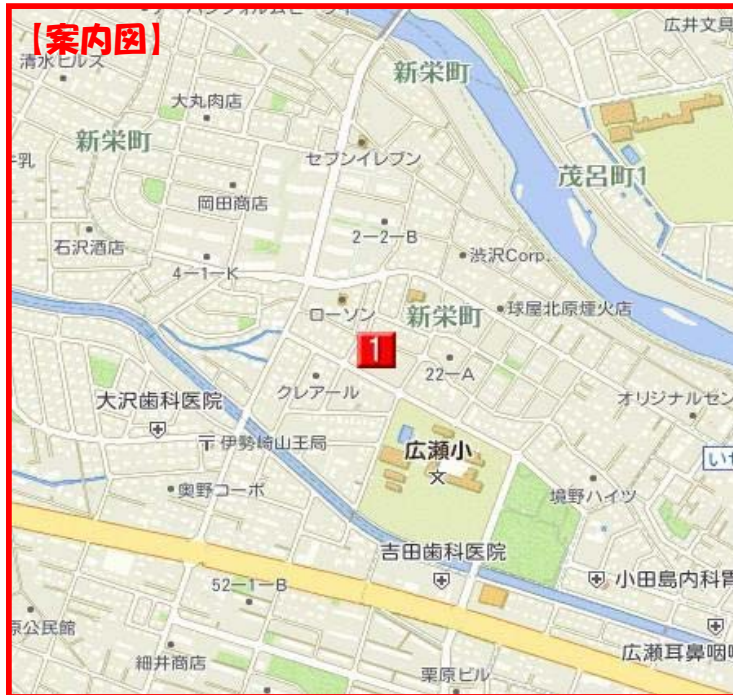 【案内図】
広井文具
清水ヒルズ
新栄町
大丸肉店
新栄町
セブンイレブン
牛乳
茂呂町1
岡田商店
2-2-B
石沢酒店
渋沢Corp.
4-1-K
ローソン
新栄町
球屋北原煙火店
1
22-A
クレアール
オリジナルセン
大沢歯科医院
伊勢崎山王局
広瀬小
いせ
奥野コーポ
境野ハイツ
吉田歯科医院
52-1-B
小田島内科胃
原公民館
広瀬耳鼻咽喉
細井商店
栗原ビル